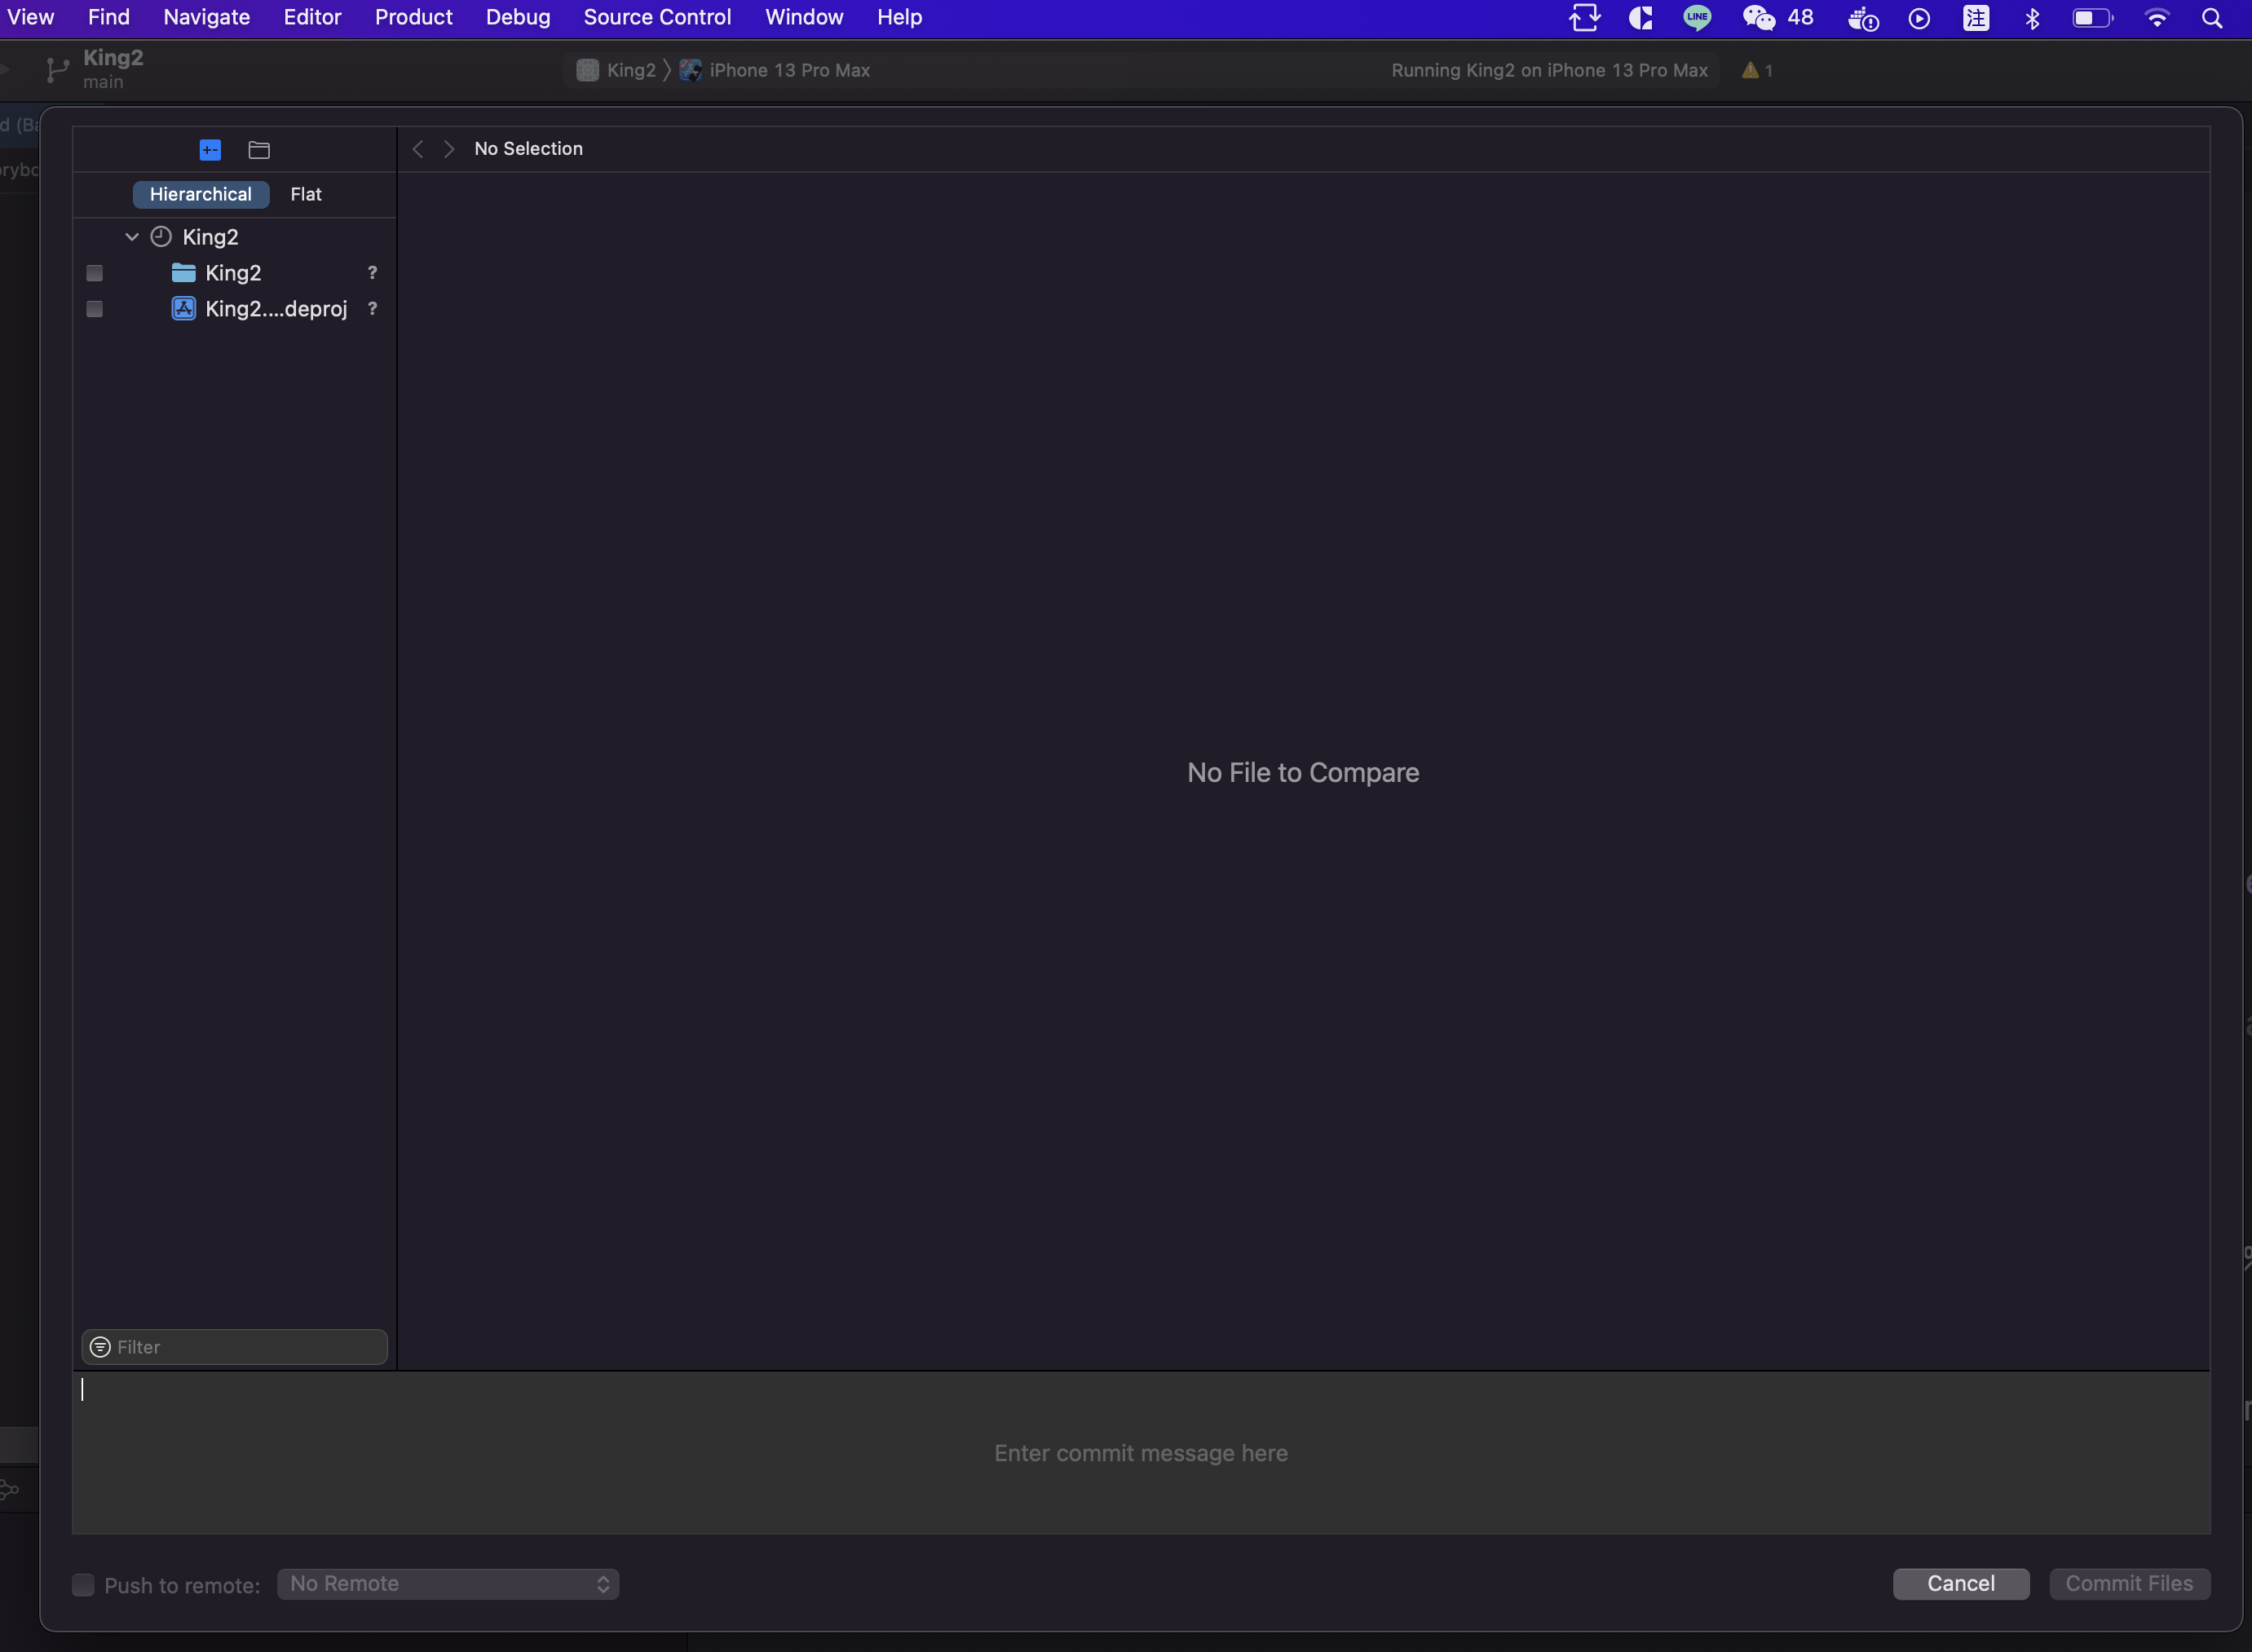 View Find Navigate Editor Product Debug Source Control Window Help LINE 48 注
King2
main
King2 iPhone 13 Pro Max Running King2 on iPhone 13 Pro Max 1
No Selection
Hierarchical Flat
King2
King2 ?
King2....deproj ?
No File to Compare
Filter
Enter commit message here
Push to remote: No Remote Cancel Commit Files